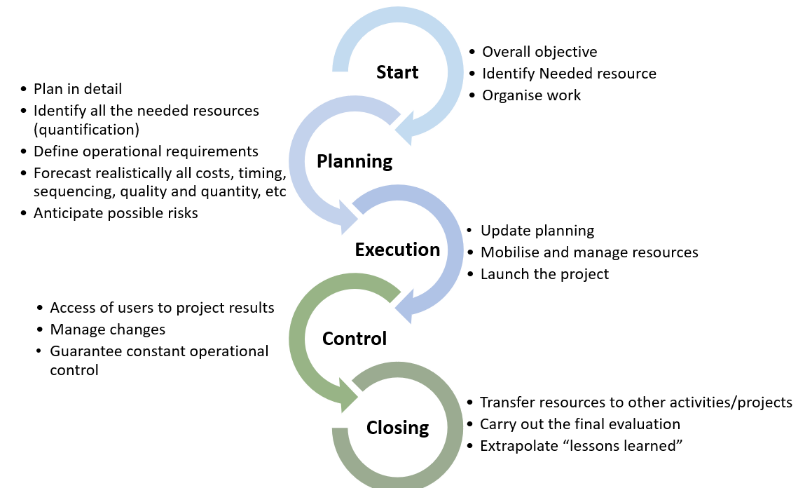 Start
• Overall objective
• Identify Needed resource
• Organise work
Planning
• Plan in detail
• Identify all the needed resources
(quantification)
• Define operational requirements
• Forecast realistically all costs, timing,
sequencing, quality and quantity, etc
• Anticipate possible risks
Execution
• Update planning
• Mobilise and manage resources
• Launch the project
Control
• Access of users to project results
• Manage changes
• Guarantee constant operational
control
Closing
• Transfer resources to other activities/projects
• Carry out the final evaluation
• Extrapolate “lessons learned”